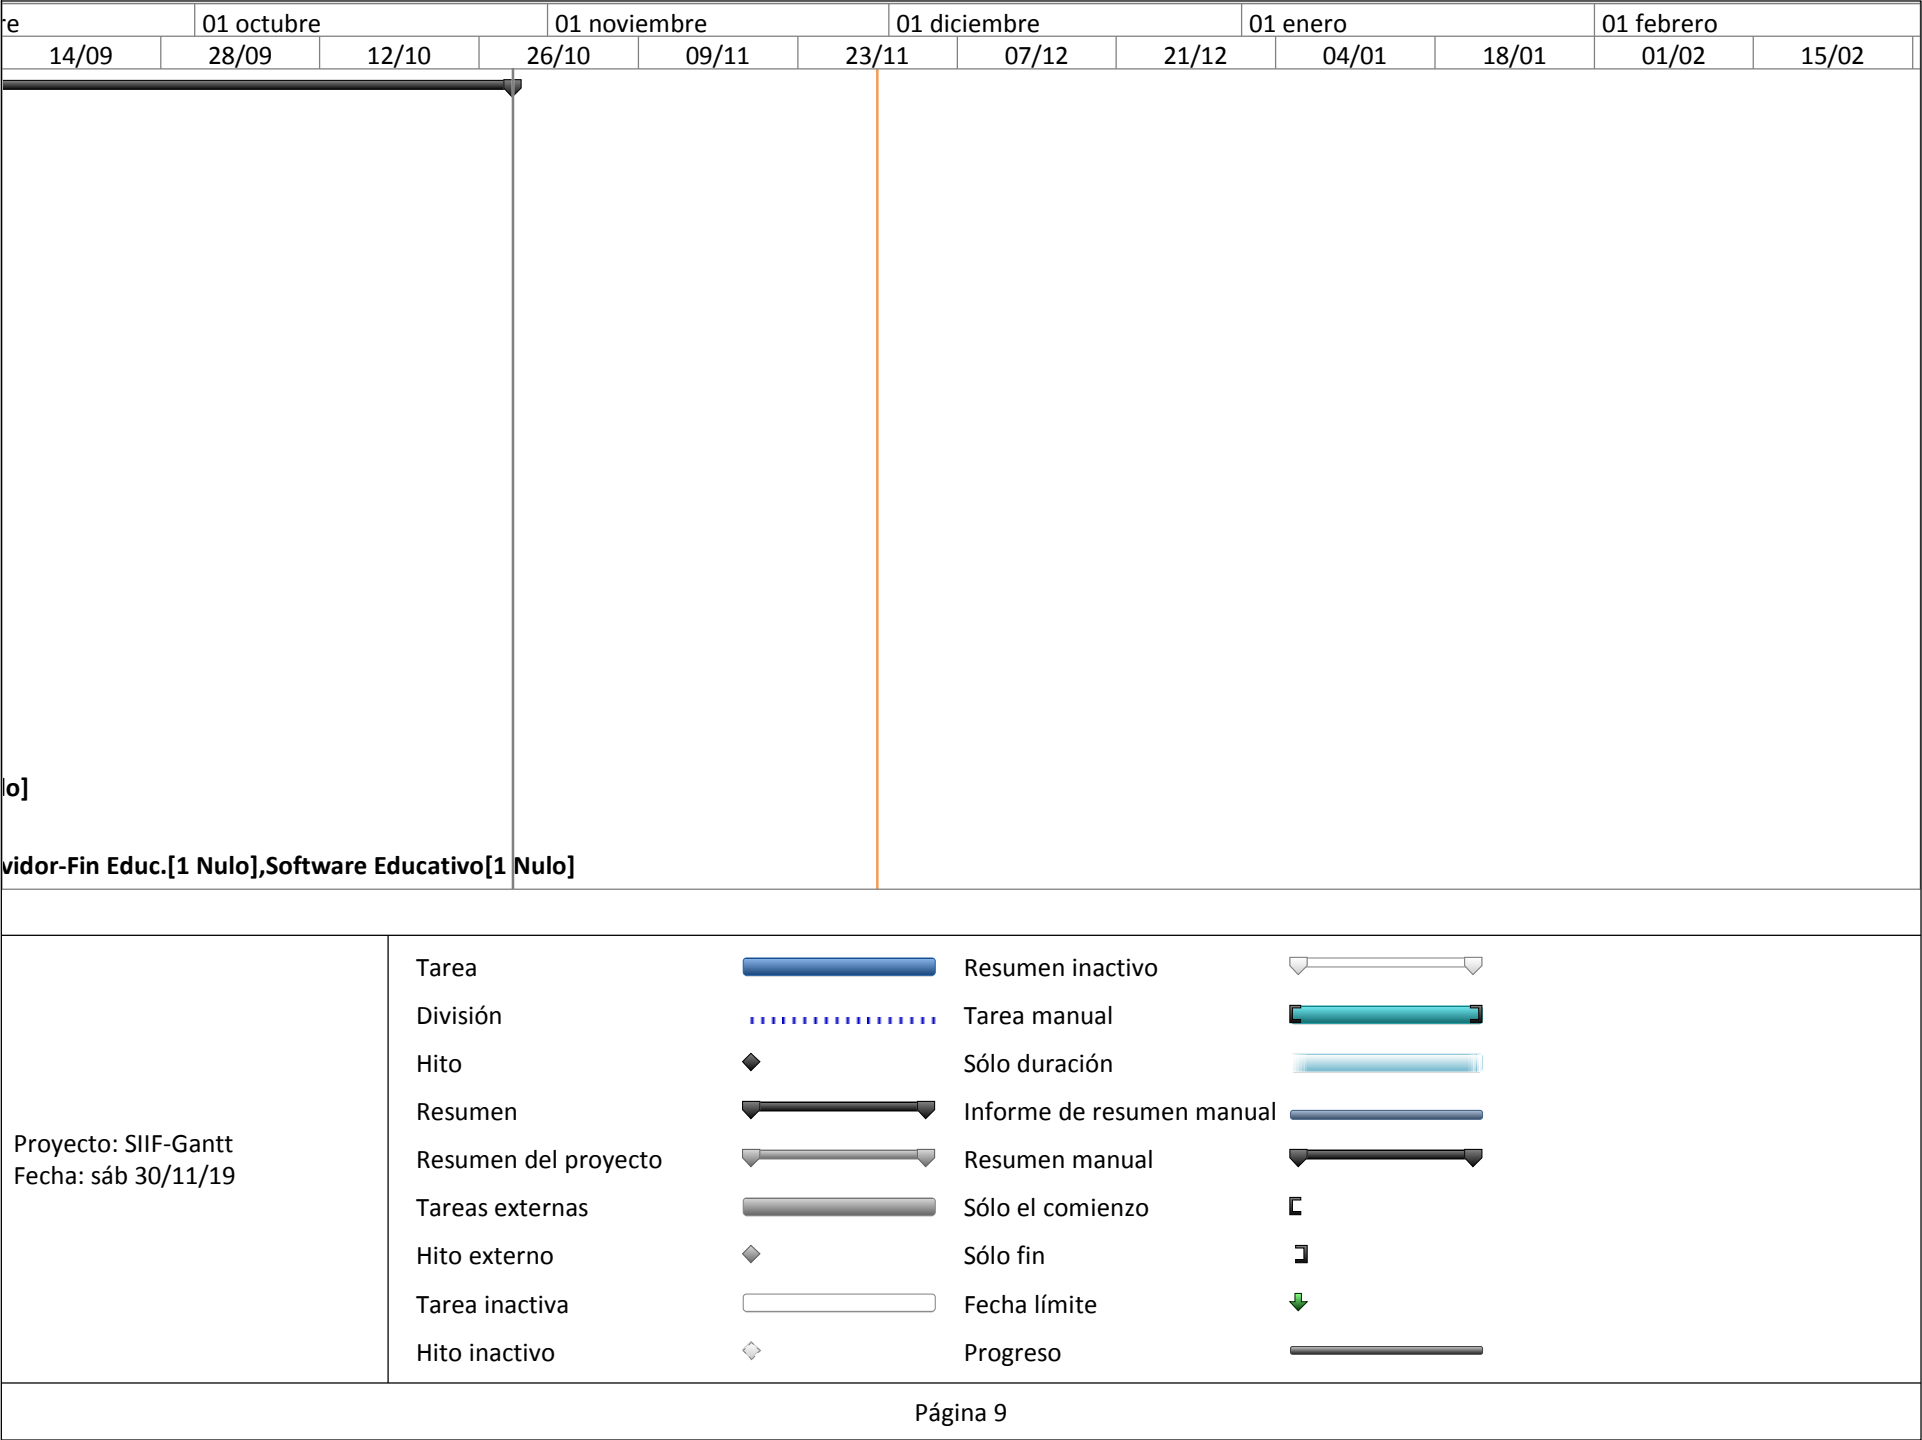 re 01 octubre 01 noviembre 01 diciembre 01 enero 01 febrero
14/09 28/09 12/10 26/10 09/11 23/11 07/12 21/12 04/01 18/01 01/02 15/02
lo]
vidor-Fin Educ.[1 Nulo],Software Educativo[1 Nulo]
Proyecto: SIIF-Gantt
Fecha: sáb 30/11/19
Tarea
División
Hito
Resumen
Resumen del proyecto
Tareas externas
Hito externo
Tarea inactiva
Hito inactivo
Resumen inactivo
Tarea manual
Sólo duración
Informe de resumen manual
Resumen manual
Sólo el comienzo
Sólo fin
Fecha límite
Progreso
Página 9